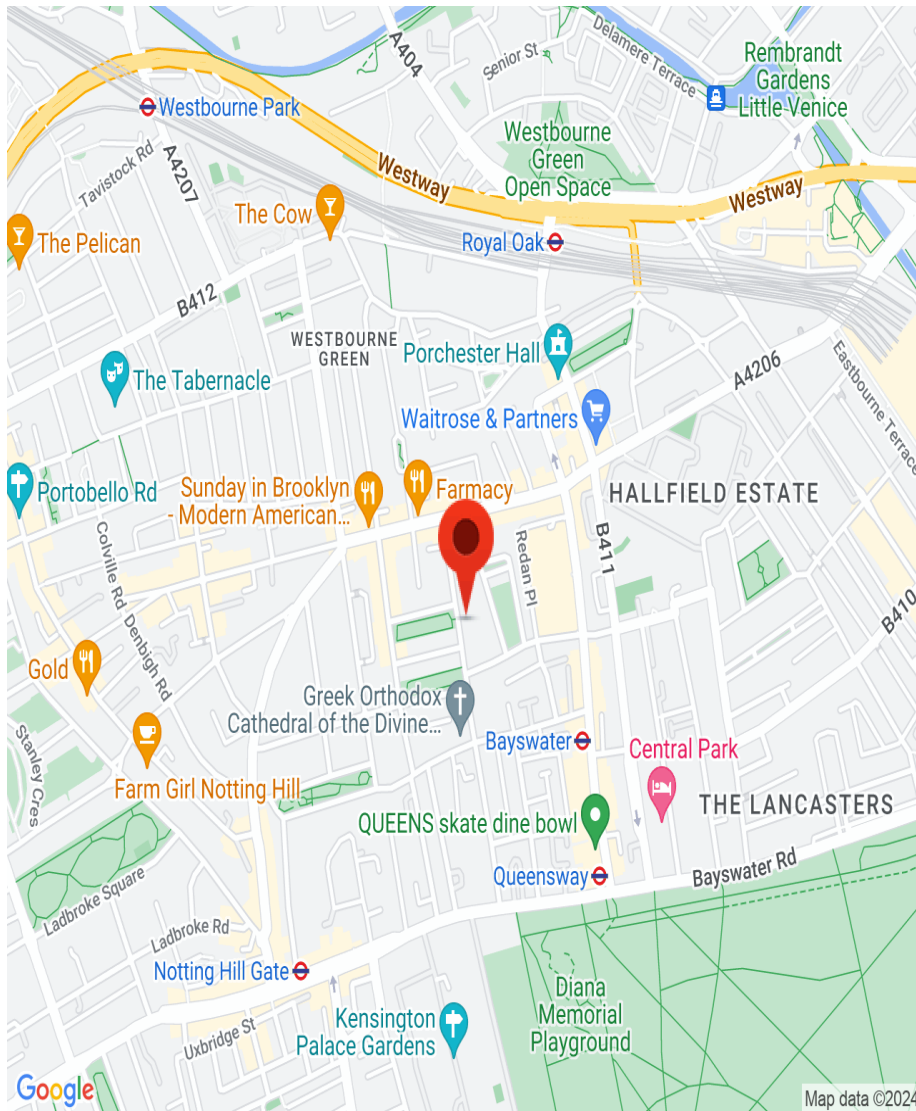 A404
Senior St
Delamere Terrace
Rembrandt
Gardens
Little Venice
Westbourne Park
Westbourne
Green
Open Space
Tavistock Rd
A4207
Westway
Westway
The Cow
The Pelican
Royal Oak
B412
WESTBOURNE
GREEN
Porchester Hall
The Tabernacle
A4206
Eastbourne Terrace
Waitrose & Partners
Portobello Rd
Sunday in Brooklyn
- Modern American...
Farmacy
HALLFIELD ESTATE
Colville Rd
Redan Pl
B411
B410
Denbigh Rd
Gold
Greek Orthodox
Cathedral of the Divine...
Stanley Cres
Bayswater
Central Park
Farm Girl Notting Hill
THE LANCASTERS
QUEENS skate dine bowl
Queensway
Bayswater Rd
Ladbroke Square
Ladbroke Rd
Notting Hill Gate
Diana
Memorial
Playground
Kensington
Palace Gardens
Uxbridge St
Google
Map data ©2024